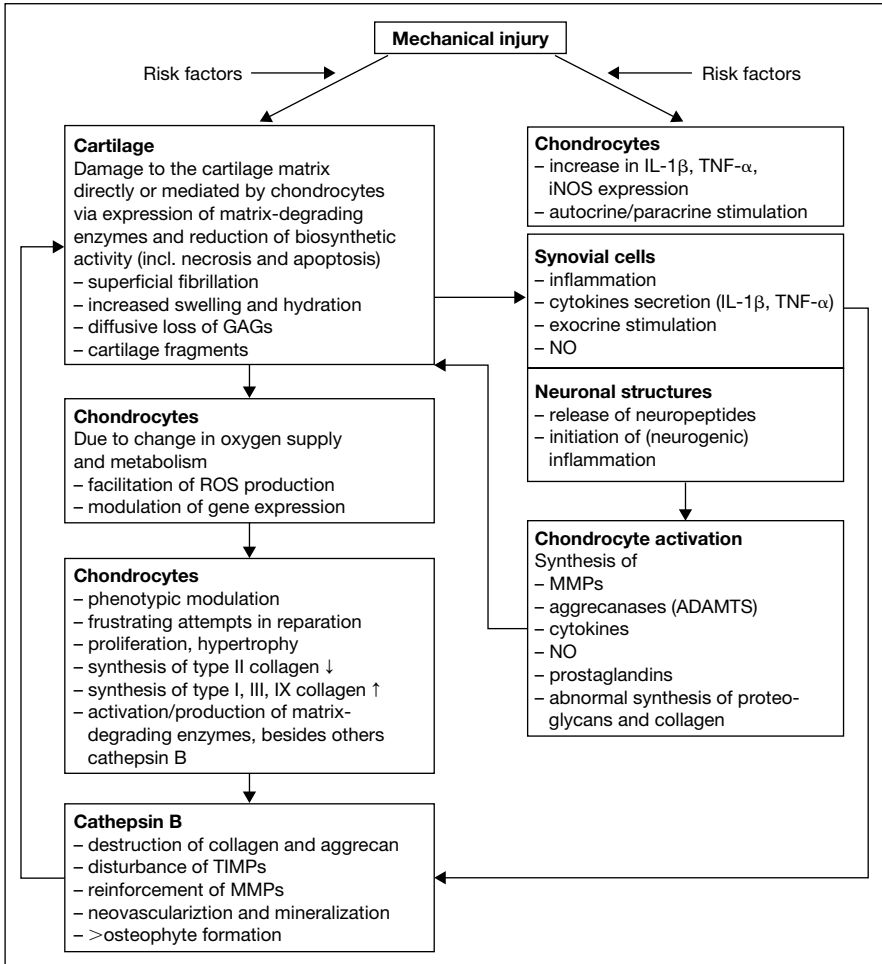 Mechanical injury
Risk factors
Risk factors
Cartilage
Damage to the cartilage matrix
directly or mediated by chondrocytes
via expression of matrix-degrading
enzymes and reduction of biosynthetic
activity (incl. necrosis and apoptosis)
– superficial fibrillation
– increased swelling and hydration
– diffusive loss of GAGs
– cartilage fragments
Chondrocytes
Due to change in oxygen supply
and metabolism
– facilitation of ROS production
– modulation of gene expression
Chondrocytes
– phenotypic modulation
– frustrating attempts in reparation
– proliferation, hypertrophy
– synthesis of type II collagen ↓
– synthesis of type I, III, IX collagen ↑
– activation/production of matrix-
degrading enzymes, besides others
cathepsin B
Cathepsin B
– destruction of collagen and aggrecan
– disturbance of TIMPs
– reinforcement of MMPs
– neovasculariztion and mineralization
– >osteophyte formation
Chondrocytes
– increase in IL-1β, TNF-α,
iNOS expression
– autocrine/paracrine stimulation
Synovial cells
– inflammation
– cytokines secretion (IL-1β, TNF-α)
– exocrine stimulation
– NO
Neuronal structures
– release of neuropeptides
– initiation of (neurogenic)
inflammation
Chondrocyte activation
Synthesis of
– MMPs
– aggrecanases (ADAMTS)
– cytokines
– NO
– prostaglandins
– abnormal synthesis of proteo-
glycans and collagen